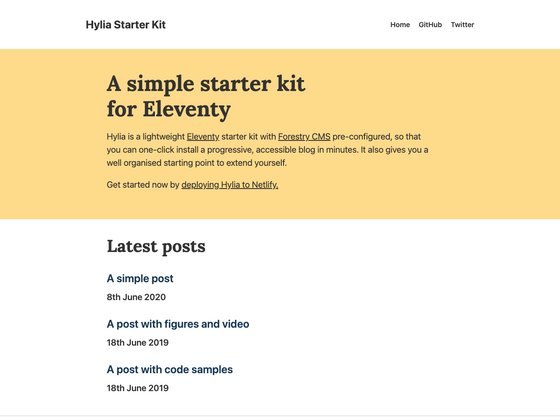 Hylia Starter Kit
Home GitHub Twitter
A simple starter kit
for Eleventy
Hylia is a lightweight Eleventy starter kit with Forestry CMS pre-configured, so that
you can one-click install a progressive, accessible blog in minutes. It also gives you a
well organised starting point to extend yourself.
Get started now by deploying Hylia to Netlify.
Latest posts
A simple post
8th June 2020
A post with figures and video
18th June 2019
A post with code samples
18th June 2019